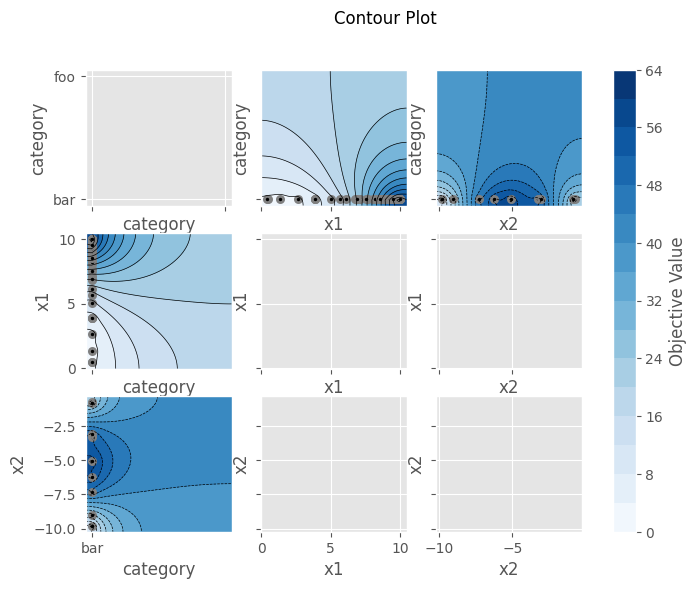 Contour Plot
foo
bar
category
category
category
category
x1
x2
64
56
48
40
32
24
16
8
0
Objective Value
10
5
0
x1
x1
x1
category
x1
x2
−2.5
−5.0
−7.5
−10.0
x2
x2
x2
bar
0
5
10
−10
−5
category
x1
x2